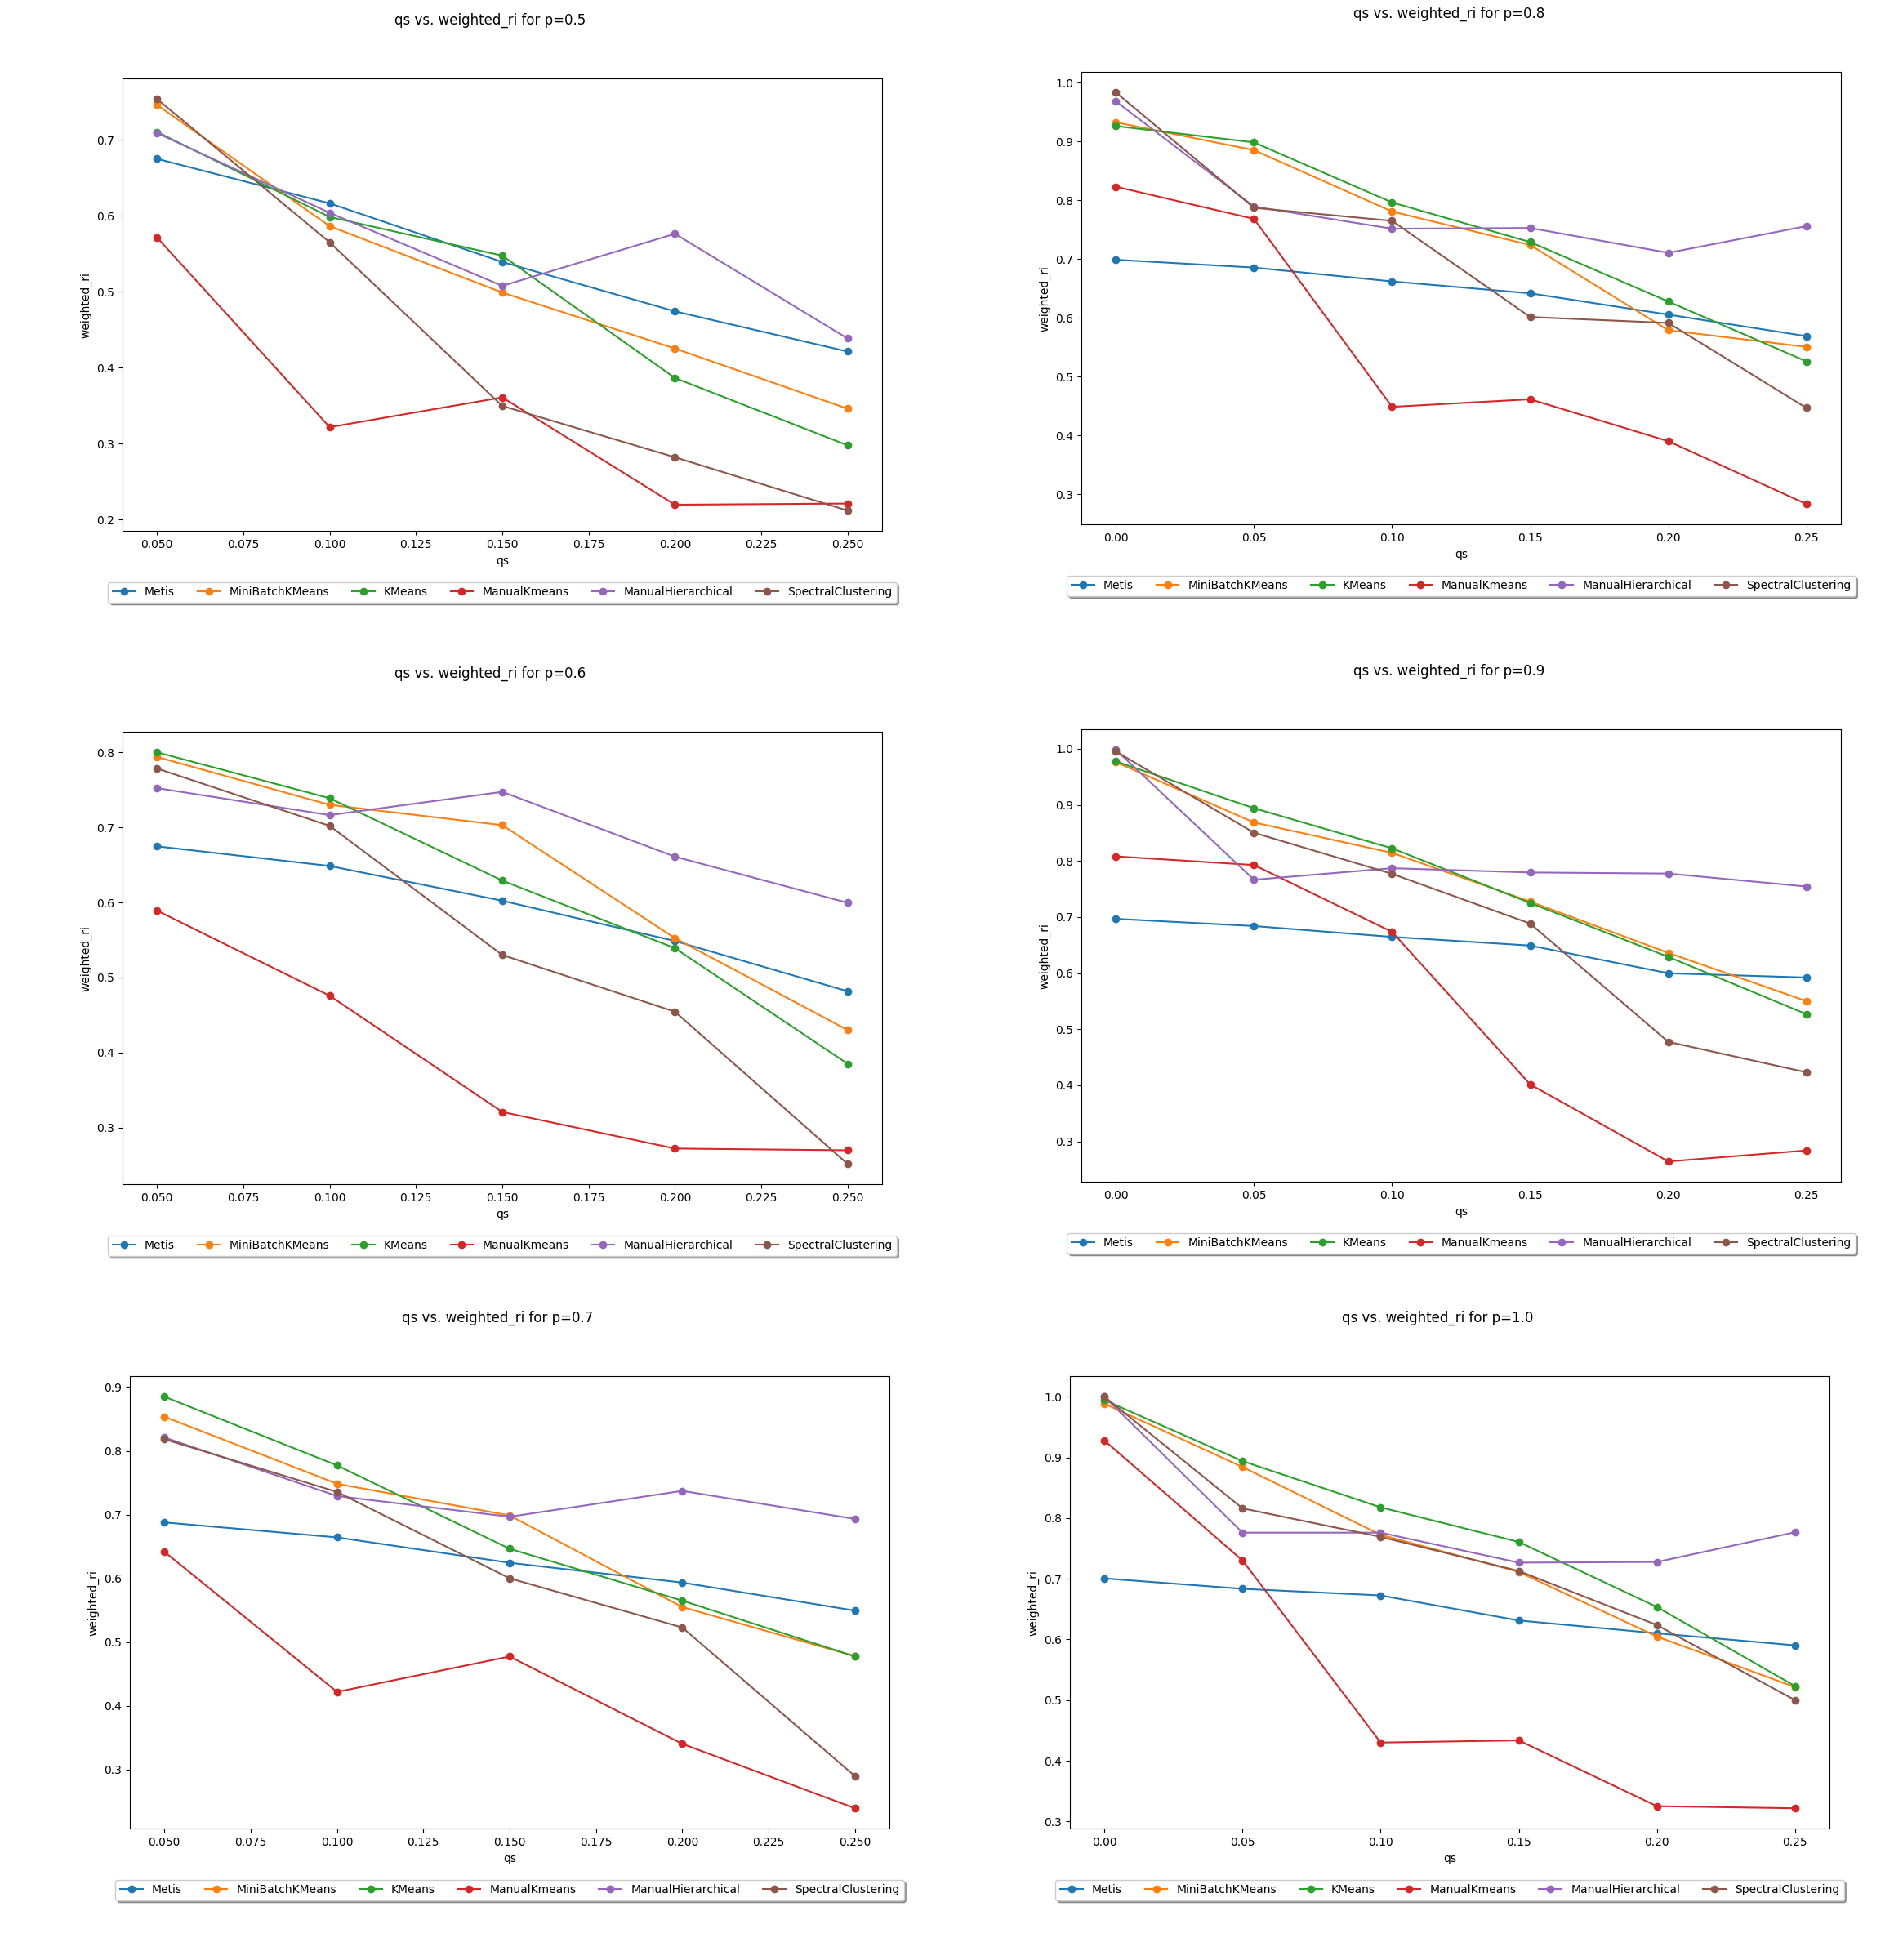 qs vs. weighted_ri for p=0.5
weighted_ri
0.7
0.6
0.5
0.4
0.3
0.2
0.050 0.075 0.100 0.125 0.150 0.175 0.200 0.225 0.250
qs
Metis MiniBatchKMeans KMeans ManualKmeans ManualHierarchical SpectralClustering
qs vs. weighted_ri for p=0.8
weighted_ri
1.0
0.9
0.8
0.7
0.6
0.5
0.4
0.3
0.00 0.05 0.10 0.15 0.20 0.25
qs
Metis MiniBatchKMeans KMeans ManualKmeans ManualHierarchical SpectralClustering
qs vs. weighted_ri for p=0.6
weighted_ri
0.8
0.7
0.6
0.5
0.4
0.3
0.050 0.075 0.100 0.125 0.150 0.175 0.200 0.225 0.250
qs
Metis MiniBatchKMeans KMeans ManualKmeans ManualHierarchical SpectralClustering
qs vs. weighted_ri for p=0.9
weighted_ri
1.0
0.9
0.8
0.7
0.6
0.5
0.4
0.3
0.00 0.05 0.10 0.15 0.20 0.25
qs
Metis MiniBatchKMeans KMeans ManualKmeans ManualHierarchical SpectralClustering
qs vs. weighted_ri for p=0.7
weighted_ri
0.9
0.8
0.7
0.6
0.5
0.4
0.3
0.050 0.075 0.100 0.125 0.150 0.175 0.200 0.225 0.250
qs
Metis MiniBatchKMeans KMeans ManualKmeans ManualHierarchical SpectralClustering
qs vs. weighted_ri for p=1.0
weighted_ri
1.0
0.9
0.8
0.7
0.6
0.5
0.4
0.3
0.00 0.05 0.10 0.15 0.20 0.25
qs
Metis MiniBatchKMeans KMeans ManualKmeans ManualHierarchical SpectralClustering